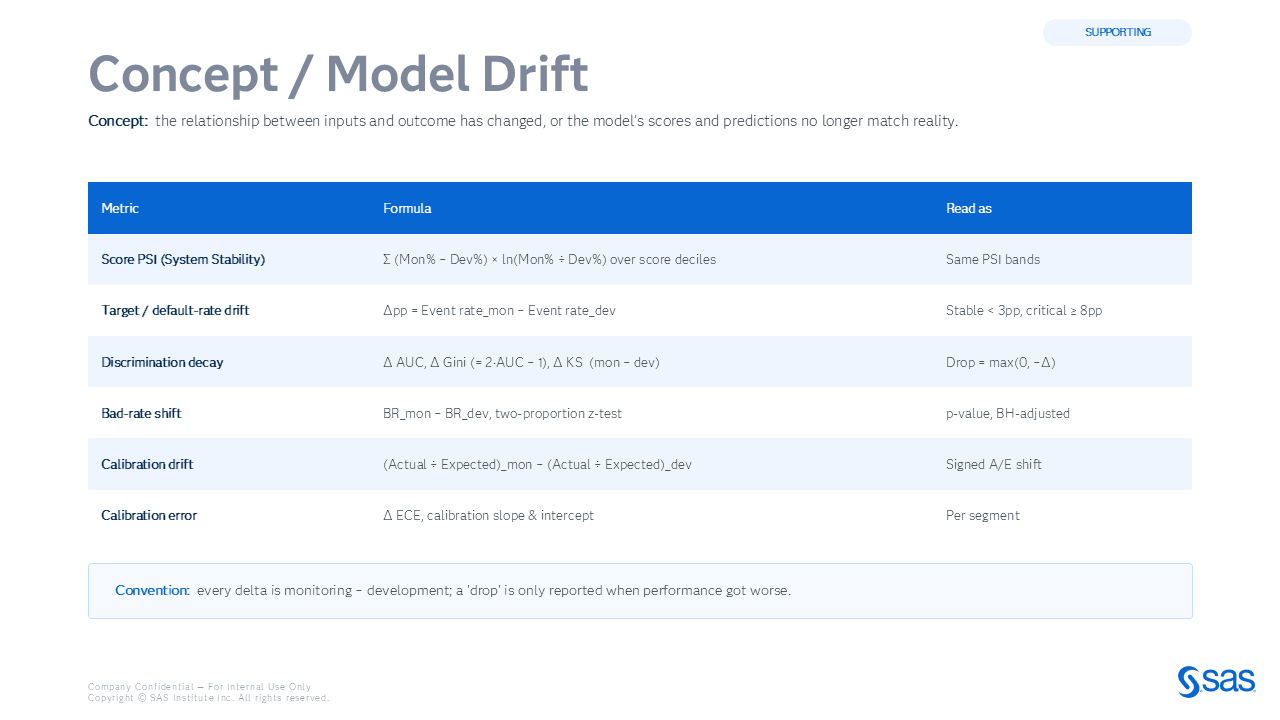 SUPPORTING
Concept / Model Drift
Concept: the relationship between inputs and outcome has changed, or the model's scores and predictions no longer match reality.
Metric Formula Read as
Score PSI (System Stability) Σ (Mon% − Dev%) × ln(Mon% ÷ Dev%) over score deciles Same PSI bands
Target / default-rate drift Δpp = Event rate_mon − Event rate_dev Stable < 3pp, critical ≥ 8pp
Discrimination decay Δ AUC, Δ Gini (= 2·AUC − 1), Δ KS (mon − dev) Drop = max(0, −Δ)
Bad-rate shift BR_mon − BR_dev, two-proportion z-test p-value, BH-adjusted
Calibration drift (Actual ÷ Expected)_mon − (Actual ÷ Expected)_dev Signed A/E shift
Calibration error Δ ECE, calibration slope & intercept Per segment
Convention: every delta is monitoring − development; a 'drop' is only reported when performance got worse.
Company Confidential – For Internal Use Only
Copyright © SAS Institute Inc. All rights reserved.
sas